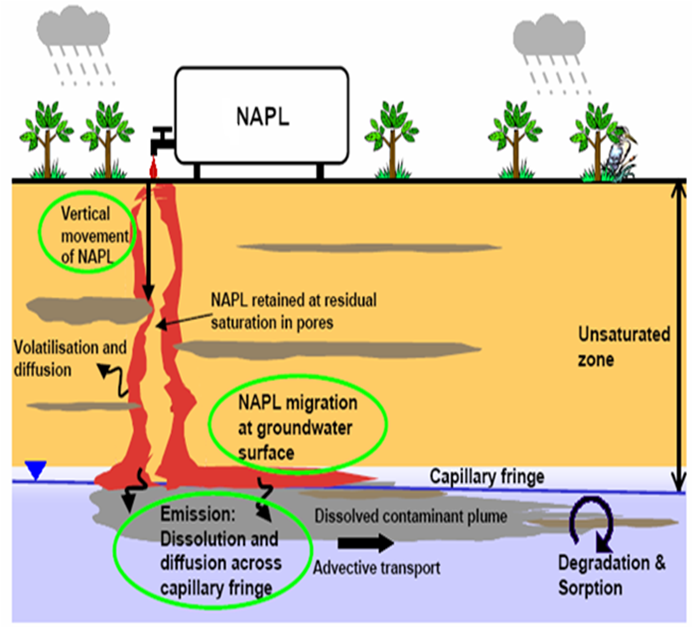 NAPL
Vertical
movement
of NAPL
NAPL retained at residual
saturation in pores
Unsaturated
zone
Volatilisation and
diffusion
NAPL migration
at groundwater
surface
Capillary fringe
Emission:
Dissolution and
diffusion across
capillary fringe
Dissolved contaminant plume
Advective transport
Degradation &
Sorption